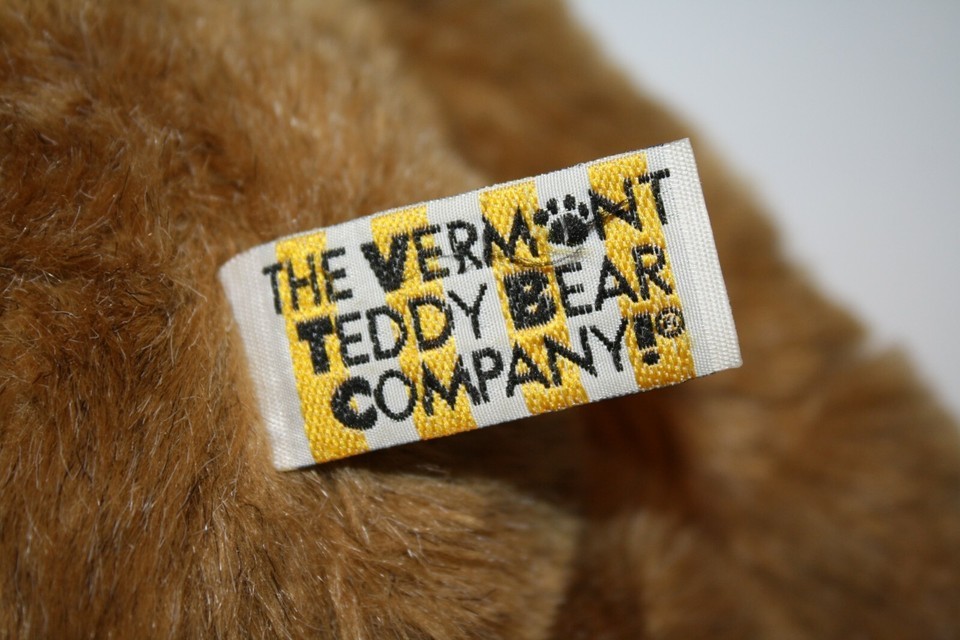 THE VERMONT
TEDDY BEAR
COMPANY!®